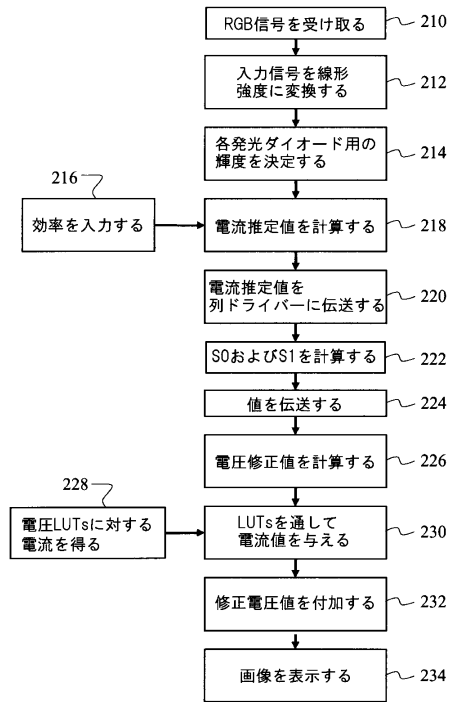 RGB信号を受け取る
210
入力信号を線形
強度に変換する
212
各発光ダイオード用の
輝度を決定する
214
216
効率を入力する
電流推定値を計算する
218
電流推定値を
列ドライバーに伝送する
220
S0およびS1を計算する
222
値を伝送する
224
電圧修正値を計算する
226
228
電圧LUTsに対する
電流を得る
LUTsを通して
電流値を与える
230
修正電圧値を付加する
232
画像を表示する
234